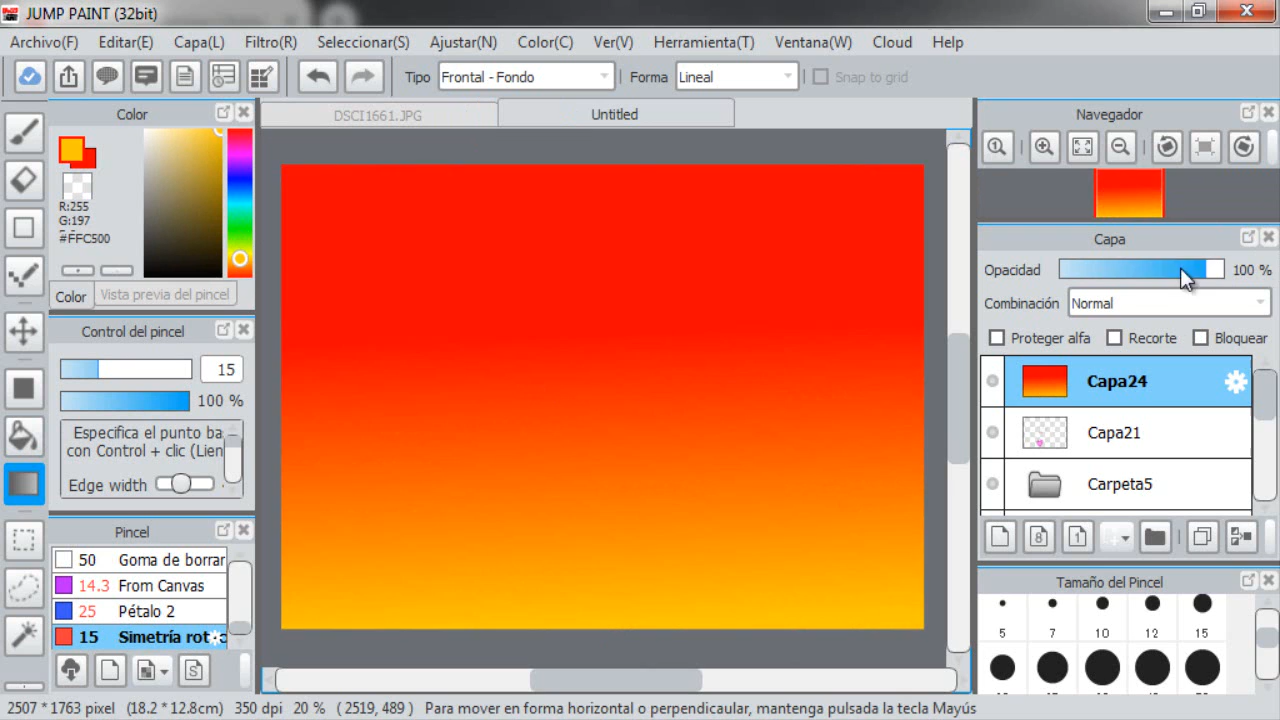 JUMP PAINT (32bit)
Archivo(F) Editar(E) Capa(L) Filtro(R) Seleccionar(S) Ajustar(N) Color(C) Ver(V) Herramienta(T) Ventana(W) Cloud Help
Tipo Frontal - Fondo Forma Lineal Snap to grid
Color
DSCI1661.JPG Untitled
Navegador
R:255
G:197
#FFC500
Color Vista previa del pincel
Capa
Opacidad 100 %
Combinación Normal
Proteger alfa Recorte Bloquear
Control del pincel
15
100 %
Especifica el punto ba
con Control + clic (Lien
Edge width
Capa24
Capa21
Carpeta5
8 1
Pincel
50 Goma de borrar
14.3 From Canvas
25 Pétalo 2
15 Simetría rot
S
Tamaño del Pincel
5 7 10 12 15
2507 * 1763 pixel (18.2 * 12.8cm) 350 dpi 20 % ( 2519, 489 ) Para mover en forma horizontal o perpendicaular, mantenga pulsada la tecla Mayús